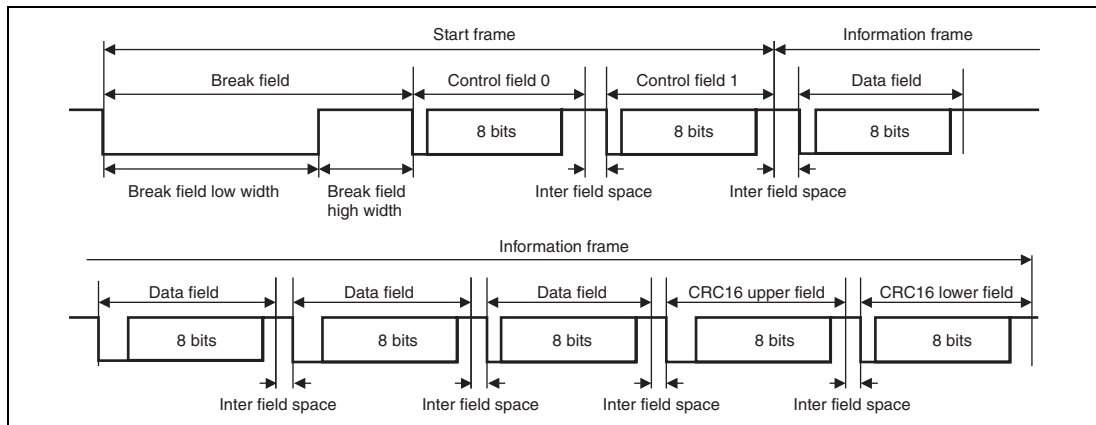 Start frame
Information frame
Break field
Control field 0
Control field 1
Data field
8 bits
8 bits
8 bits
Break field low width
Break field
high width
Inter field space
Inter field space
Information frame
Data field
Data field
Data field
CRC16 upper field
CRC16 lower field
8 bits
8 bits
8 bits
8 bits
8 bits
Inter field space
Inter field space
Inter field space
Inter field space